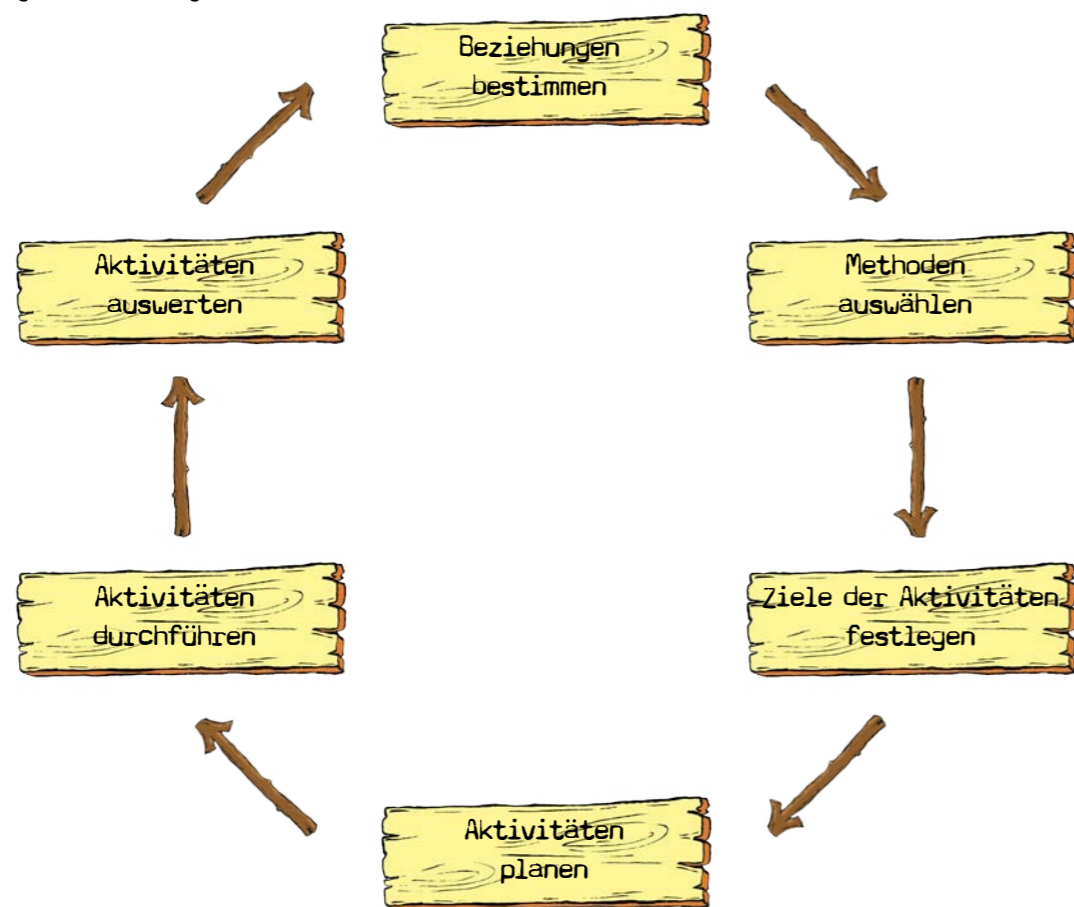 Beziehungen
bestimmen
Methoden
auswählen
Ziele der Aktivitäten
festlegen
Aktivitäten
planen
Aktivitäten
durchführen
Aktivitäten
auswerten